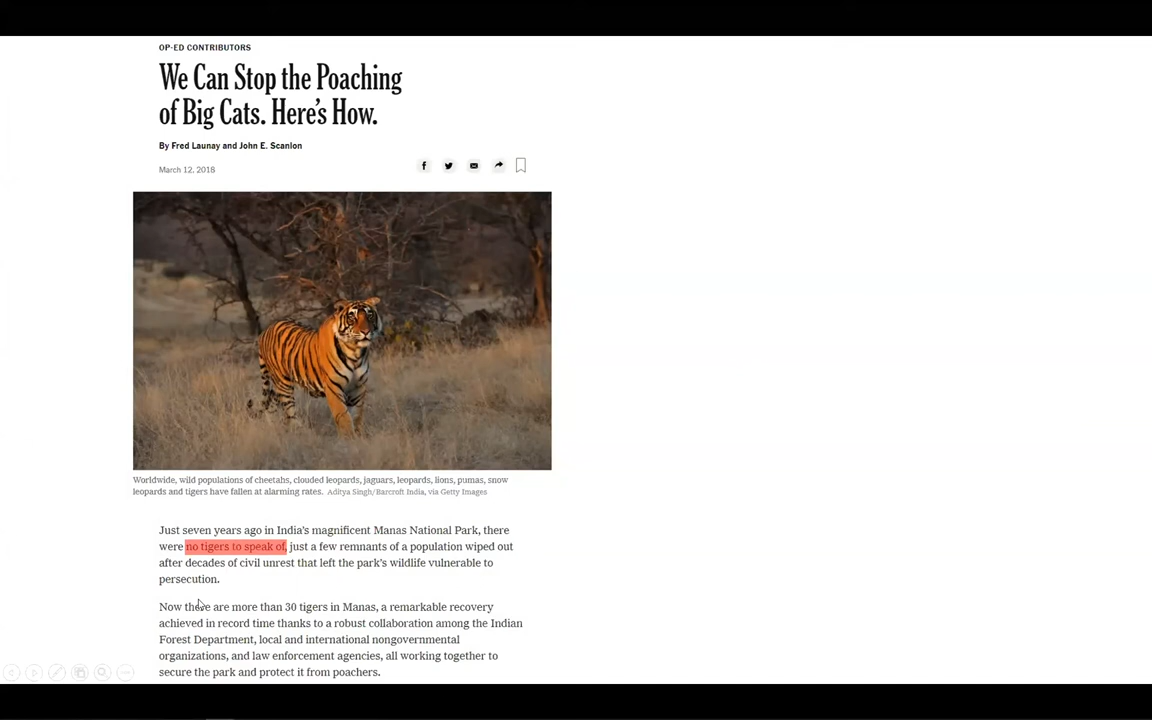 OP-ED CONTRIBUTORS
We Can Stop the Poaching
of Big Cats. Here's How.
By Fred Launay and John E. Scanlon
March 12, 2018
Worldwide, wild populations of cheetahs, clouded leopards, jaguars, leopards, lions, pumas, snow
leopards and tigers have fallen at alarming rates. Aditya Singh/Barcroft India, via Getty Images
Just seven years ago in India's magnificent Manas National Park, there
were no tigers to speak of, just a few remnants of a population wiped out
after decades of civil unrest that left the park's wildlife vulnerable to
persecution.
Now there are more than 30 tigers in Manas, a remarkable recovery
achieved in record time thanks to a robust collaboration among the Indian
Forest Department, local and international nongovernmental
organizations, and law enforcement agencies, all working together to
secure the park and protect it from poachers.